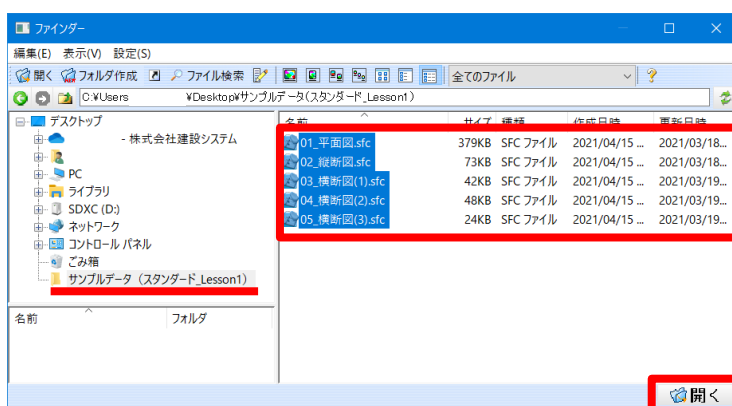 ファインダー
編集(E) 表示(V) 設定(S)
開く フォルダ作成 ファイル検索 全てのファイル
C:¥Users ¥Desktop¥サンプルデータ(スタンダード_Lesson1)
デスクトップ
- 株式会社建設システム
PC
ライブラリ
SDXC (D:)
ネットワーク
コントロール パネル
ごみ箱
サンプルデータ（スタンダード_Lesson1）
名前 フォルダ
名前 サイズ 種類 作成日時 更新日時
01_平面図.sfc 379KB SFC ファイル 2021/04/15 ... 2021/03/18...
02_縦断図.sfc 73KB SFC ファイル 2021/04/15 ... 2021/03/18...
03_横断図(1).sfc 42KB SFC ファイル 2021/04/15 ... 2021/03/19...
04_横断図(2).sfc 48KB SFC ファイル 2021/04/15 ... 2021/03/19...
05_横断図(3).sfc 24KB SFC ファイル 2021/04/15 ... 2021/03/19...
開く